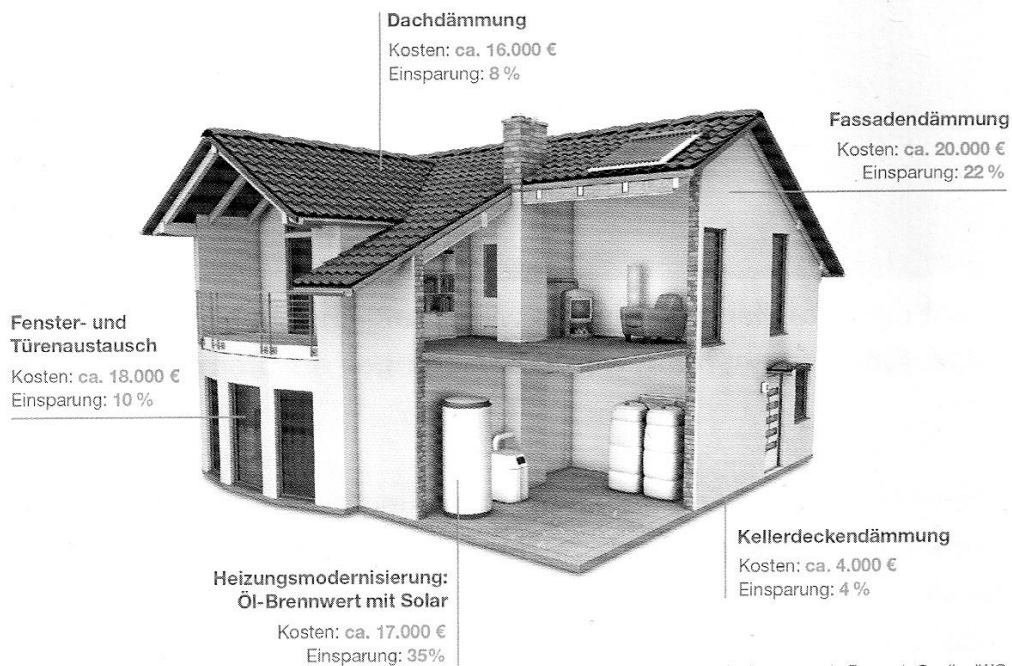 Dachdämmung
Kosten: ca. 16.000 €
Einsparung: 8 %
Fassadendämmung
Kosten: ca. 20.000 €
Einsparung: 22 %
Fenster- und
Türenaustausch
Kosten: ca. 18.000 €
Einsparung: 10 %
Kellerdeckendämmung
Kosten: ca. 4.000 €
Einsparung: 4 %
Heizungsmodernisierung:
Öl-Brennwert mit Solar
Kosten: ca. 17.000 €
Einsparung: 35%